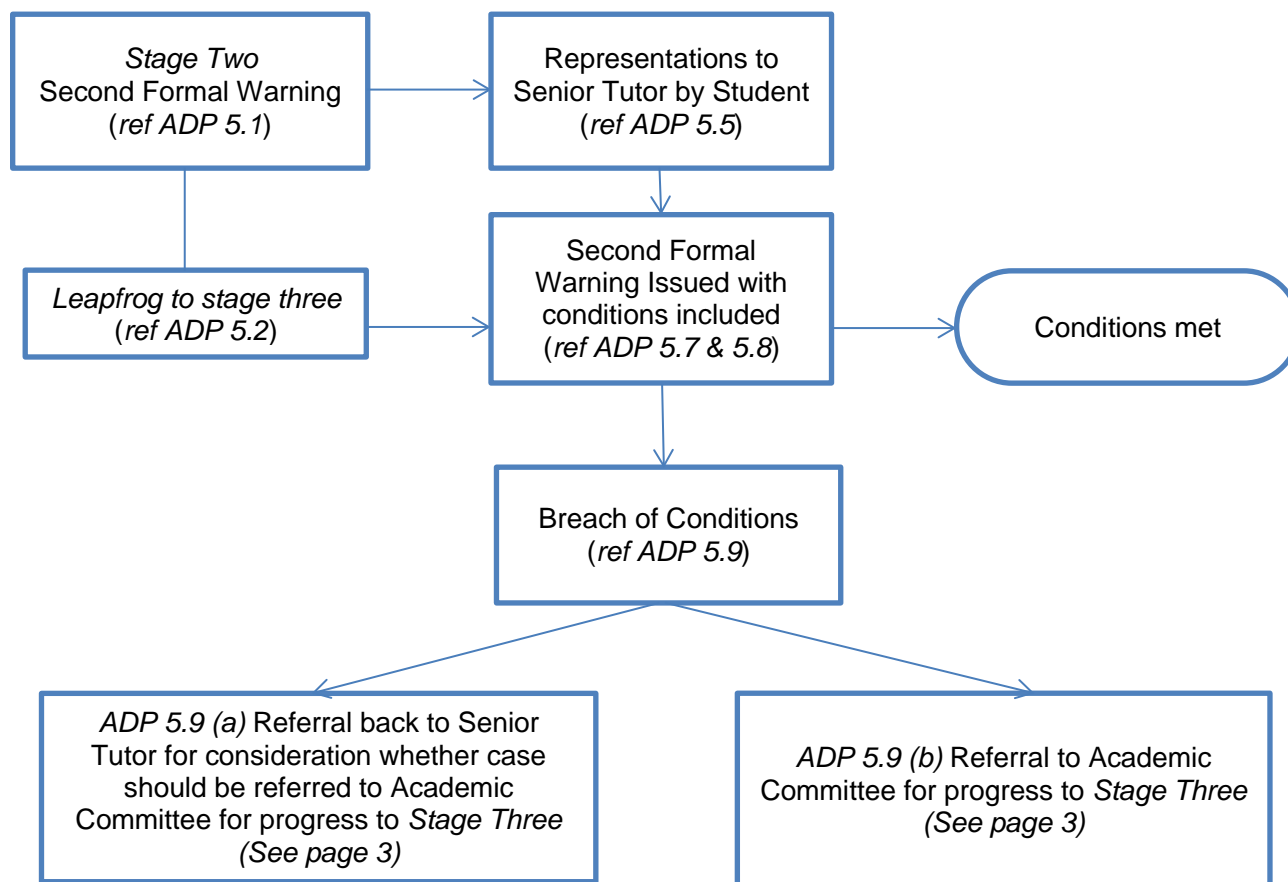 Stage Two
Second Formal Warning
(ref ADP 5.1)
Representations to
Senior Tutor by Student
(ref ADP 5.5)
Leapfrog to stage three
(ref ADP 5.2)
Second Formal
Warning Issued with
conditions included
(ref ADP 5.7 & 5.8)
Conditions met
Breach of Conditions
(ref ADP 5.9)
ADP 5.9 (a) Referral back to Senior
Tutor for consideration whether case
should be referred to Academic
Committee for progress to Stage Three
(See page 3)
ADP 5.9 (b) Referral to Academic
Committee for progress to Stage Three
(See page 3)